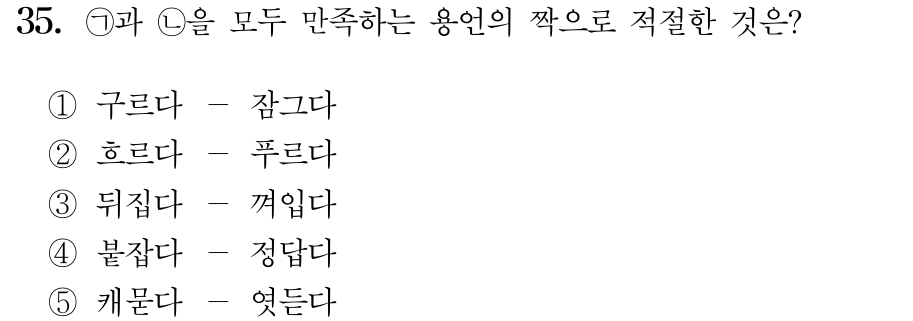 35. ㉠과 ㉡을 모두 만족하는 용언의 짝으로 적절한 것은?
① 구르다 － 잠그다
② 흐르다 － 푸르다
③ 뒤집다 － 껴입다
④ 붙잡다 － 정답다
⑤ 캐묻다 － 엿듣다